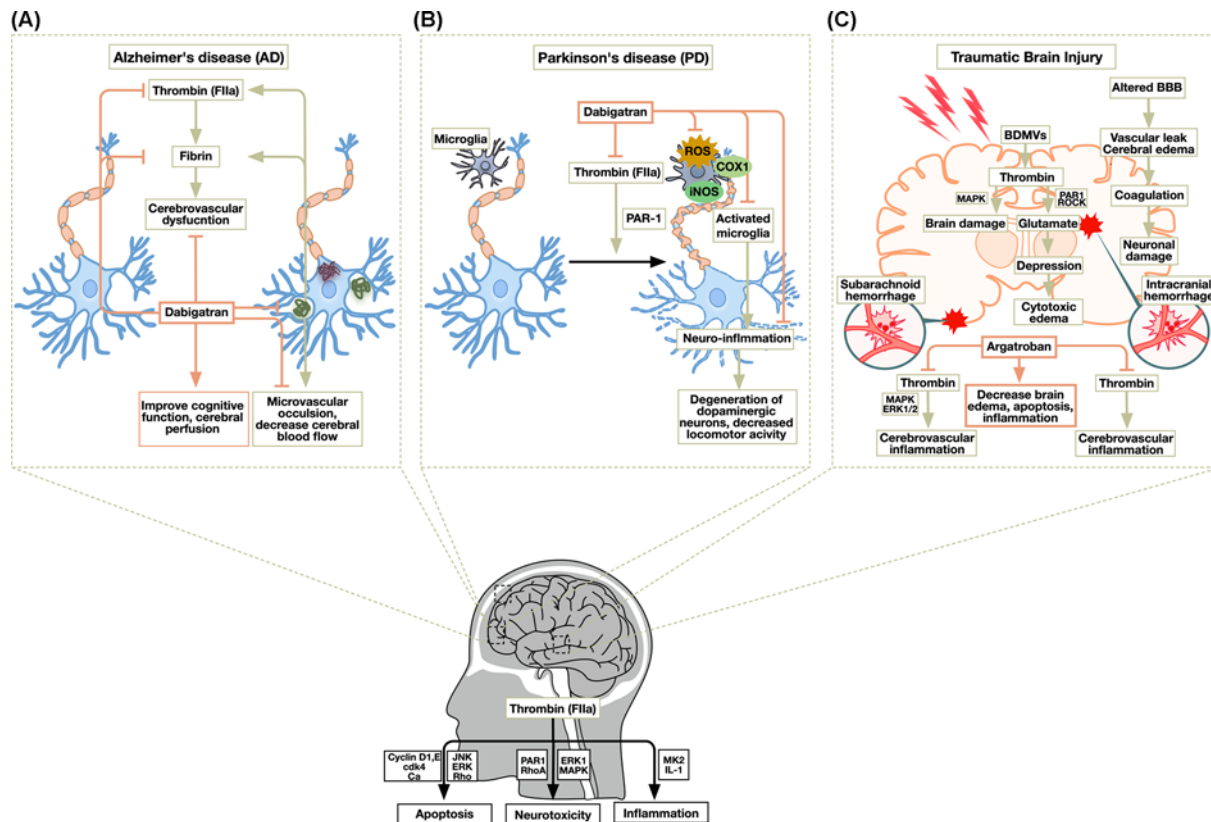 (A)
Alzheimer's disease (AD)
Thrombin (FIIa)
Fibrin
Cerebrovascular
dysfucntion
Dabigatran
Improve cognitive
function, cerebral
perfusion
Microvascular
occulsion,
decrease cerebral
blood flow
(B)
Parkinson's disease (PD)
Microglia
Dabigatran
Thrombin (FIIa)
PAR-1
ROS
COX1
iNOS
Activated
microglia
Neuro-inflmmation
Degeneration of
dopaminergic
neurons, decreased
locomotor acivity
(C)
Traumatic Brain Injury
Altered BBB
BDMVs
Vascular leak
Cerebral edema
Thrombin
MAPK
PAR1
ROCK
Coagulation
Brain damage
Glutamate
Neuronal
damage
Depression
Subarachnoid
hemorrhage
Cytotoxic
edema
Intracranial
hemorrhage
Argatroban
Thrombin
MAPK
ERK1/2
Decrease brain
edema, apoptosis,
inflammation
Thrombin
Cerebrovascular
inflammation
Cerebrovascular
inflammation
Thrombin (FIIa)
Cyclin D1,E
cdk4
Ca
JNK
ERK
Rho
PAR1
RhoA
ERK1
MAPK
MK2
IL-1
Apoptosis
Neurotoxicity
Inflammation